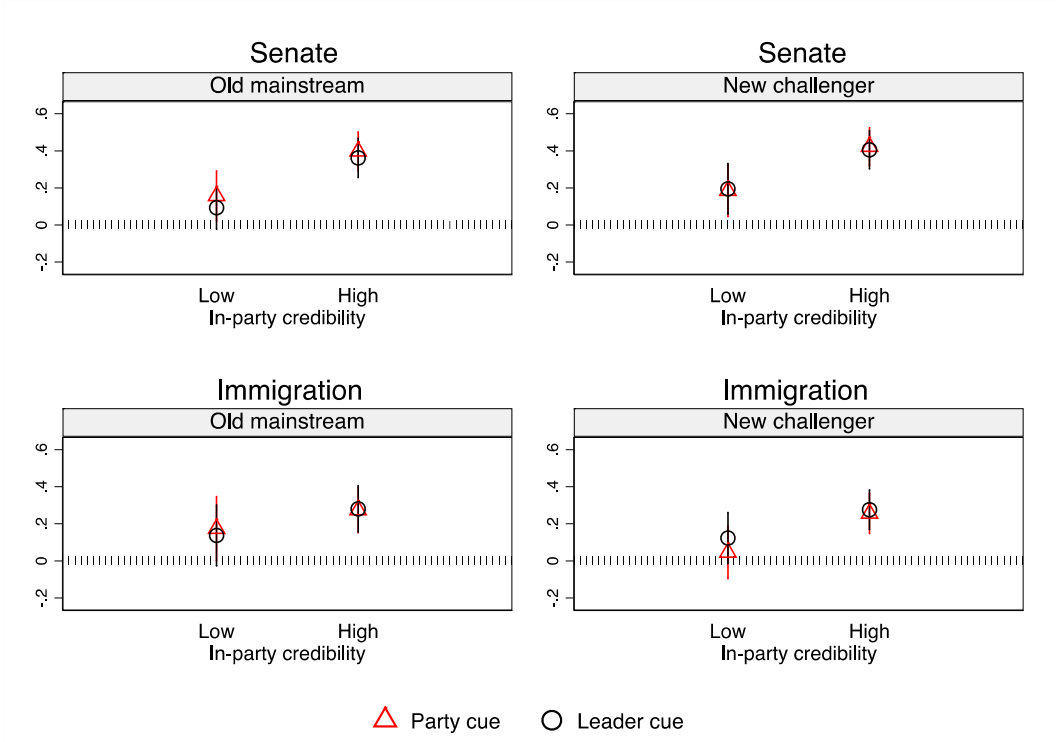 Senate
Old mainstream
.6
.4
.2
0
-.2
Low High
In-party credibility
Senate
New challenger
.6
.4
.2
0
-.2
Low High
In-party credibility
Immigration
Old mainstream
.6
.4
.2
0
-.2
Low High
In-party credibility
Immigration
New challenger
.6
.4
.2
0
-.2
Low High
In-party credibility
Party cue Leader cue